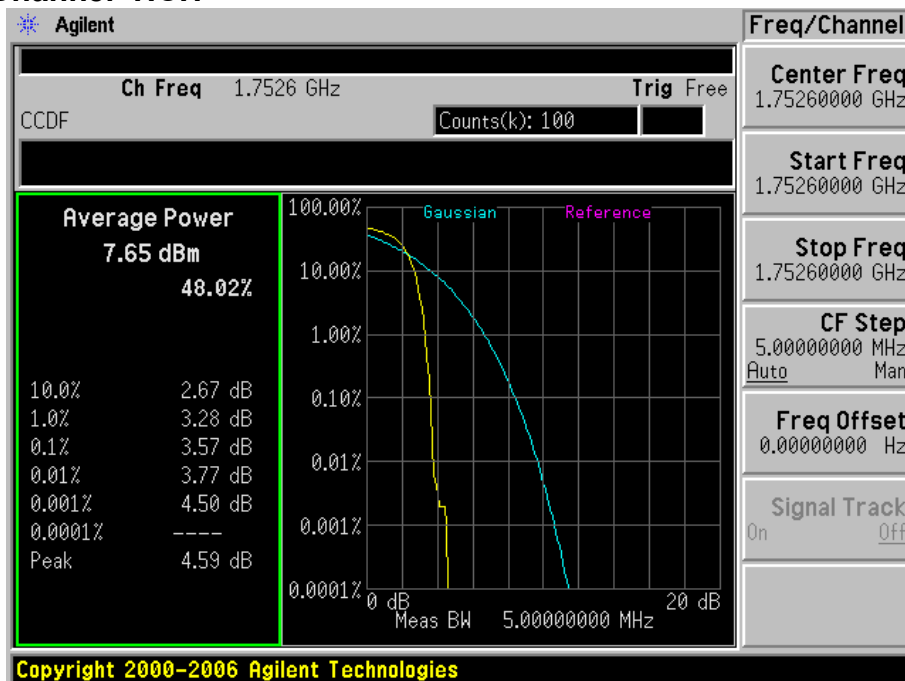 Agilent
Freq/Channel
Ch Freq 1.7526 GHz Trig Free
CCDF Counts(k): 100
Average Power
7.65 dBm
48.02%
10.0% 2.67 dB
1.0% 3.28 dB
0.1% 3.57 dB
0.01% 3.77 dB
0.001% 4.50 dB
0.0001% ----
Peak 4.59 dB
Gaussian Reference
100.00%
10.00%
1.00%
0.10%
0.01%
0.001%
0.0001%
0 dB 20 dB
Meas BW 5.00000000 MHz
Center Freq
1.75260000 GHz
Start Freq
1.75260000 GHz
Stop Freq
1.75260000 GHz
CF Step
5.00000000 MHz
Auto Man
Freq Offset
0.00000000 Hz
Signal Track
On Off
Copyright 2000-2006 Agilent Technologies